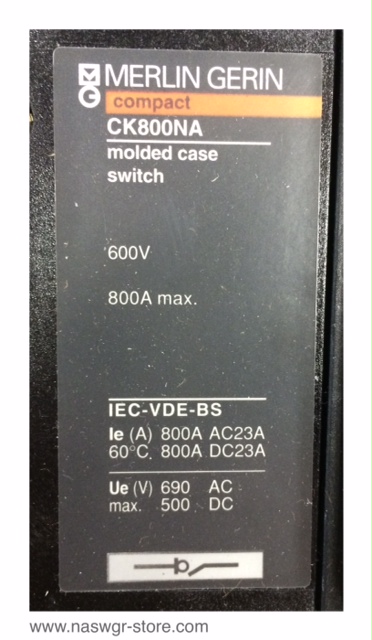 MERLIN GERIN
compact
CK800NA
molded case
switch
600V
800A max.
IEC-VDE-BS
Ie (A) 800A AC23A
60°C. 800A DC23A
Ue (V) 690 AC
max. 500 DC
www.naswgr-store.com